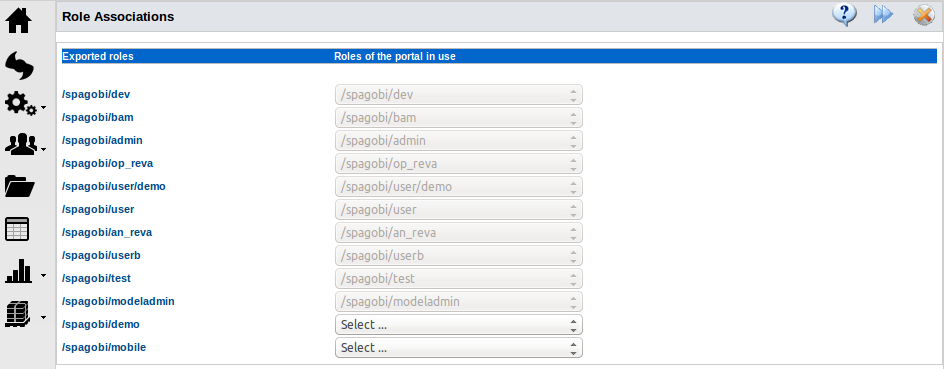 Role Associations
Exported roles Roles of the portal in use
/spagobi/dev /spagobi/dev
/spagobi/bam /spagobi/bam
/spagobi/admin /spagobi/admin
/spagobi/op_reva /spagobi/op_reva
/spagobi/user/demo /spagobi/user/demo
/spagobi/user /spagobi/user
/spagobi/an_reva /spagobi/an_reva
/spagobi/userb /spagobi/userb
/spagobi/test /spagobi/test
/spagobi/modeladmin /spagobi/modeladmin
/spagobi/demo Select ...
/spagobi/mobile Select ...